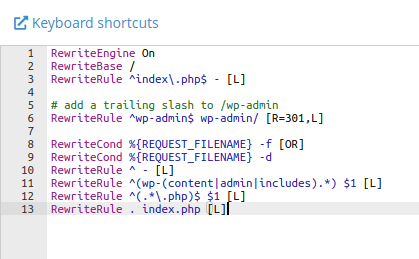 Keyboard shortcuts
1 RewriteEngine On
2 RewriteBase /
3 RewriteRule ^index\.php$ - [L]
4
5 # add a trailing slash to /wp-admin
6 RewriteRule ^wp-admin$ wp-admin/ [R=301,L]
7
8 RewriteCond %{REQUEST_FILENAME} -f [OR]
9 RewriteCond %{REQUEST_FILENAME} -d
10 RewriteRule ^ - [L]
11 RewriteRule ^(wp-(content|admin|includes).*) $1 [L]
12 RewriteRule ^(.*\.php)$ $1 [L]
13 RewriteRule . index.php [L]